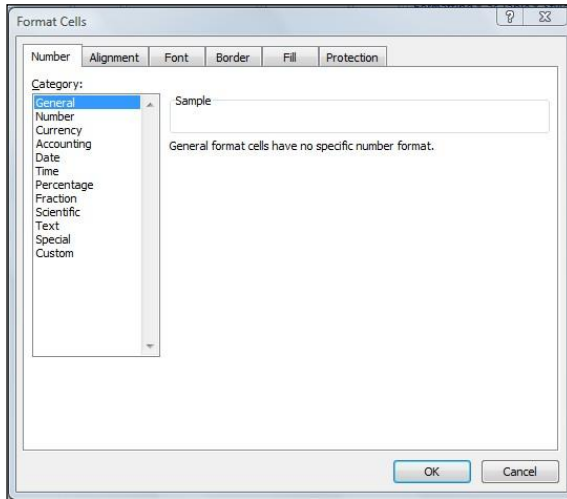 Format Cells
Number Alignment Font Border Fill Protection
Category:
General
Number
Currency
Accounting
Date
Time
Percentage
Fraction
Scientific
Text
Special
Custom
Sample
General format cells have no specific number format.
OK Cancel